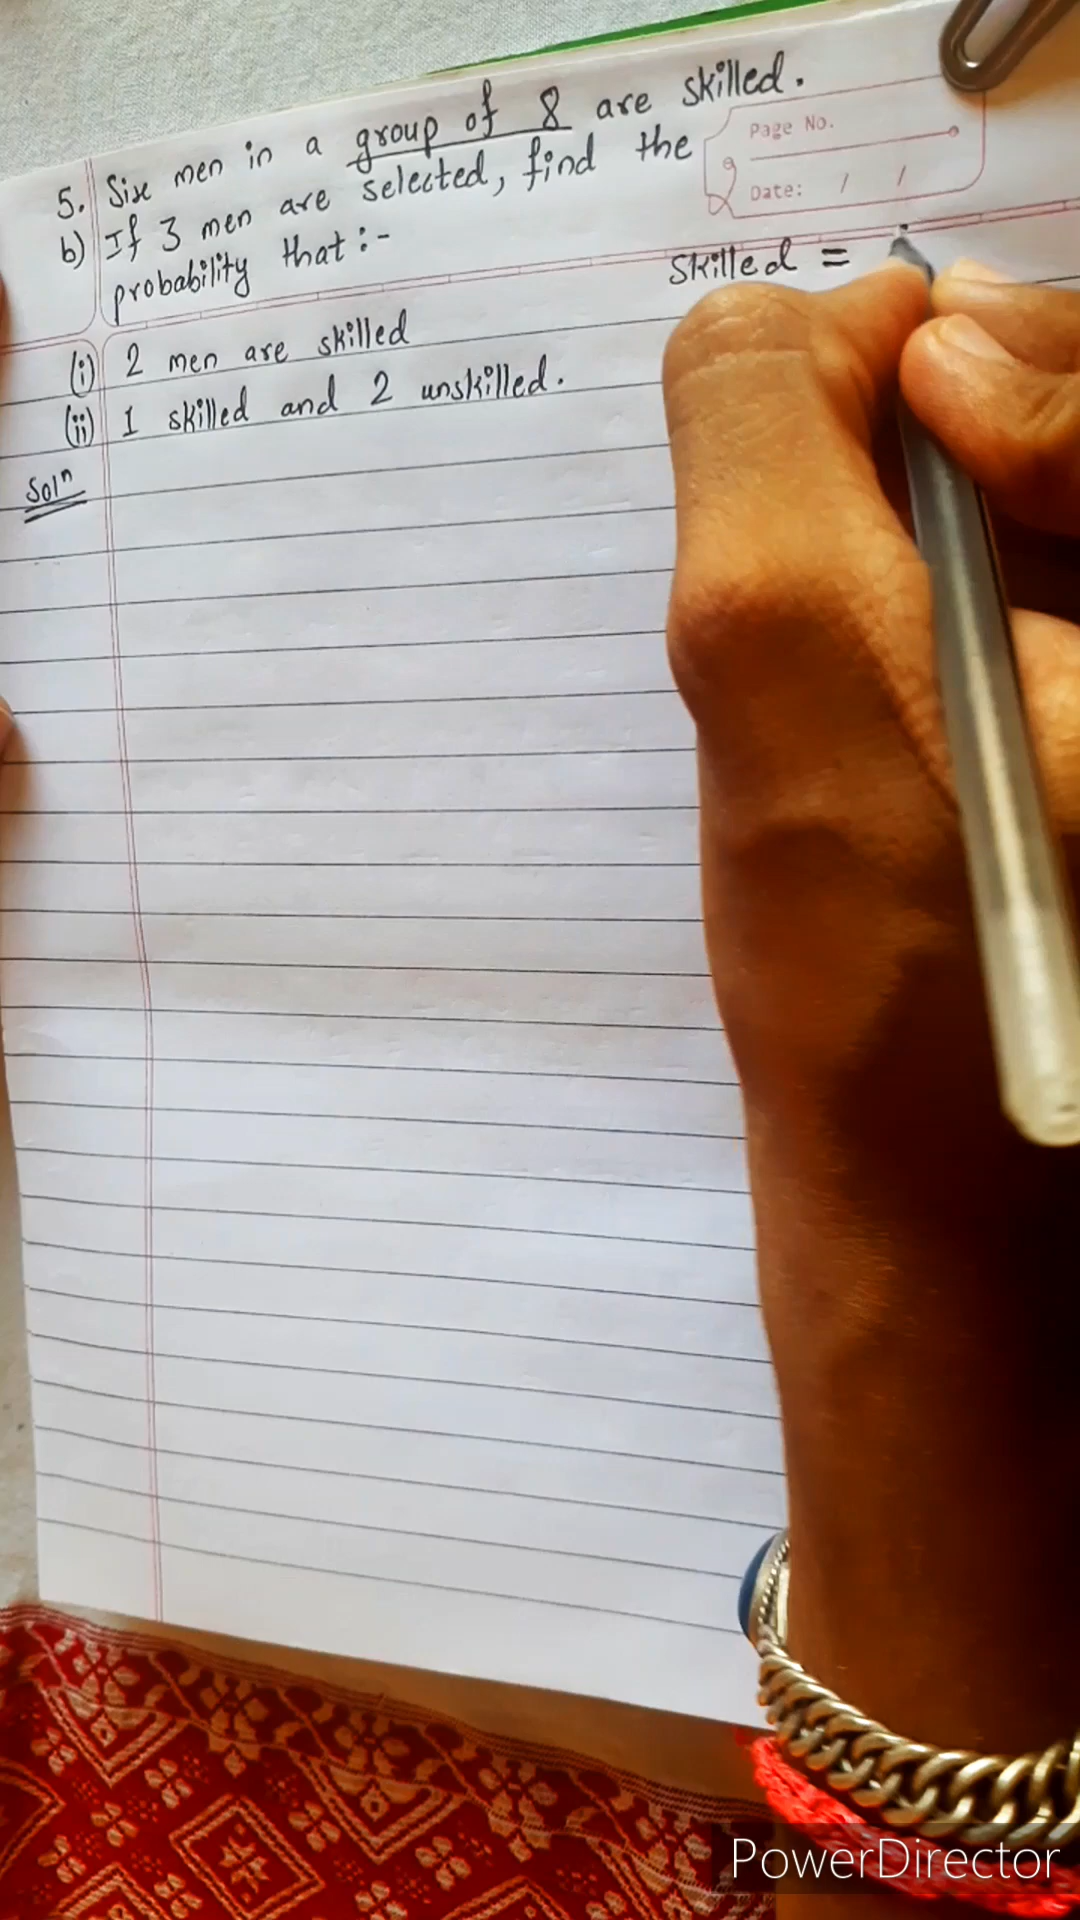 5. Six men in a group of 8 are skilled.
b) If 3 men are selected, find the
probability that :-
Page No.
Date: / /
Skilled =
(i) 2 men are skilled
(ii) 1 skilled and 2 unskilled.
Solⁿ
PowerDirector